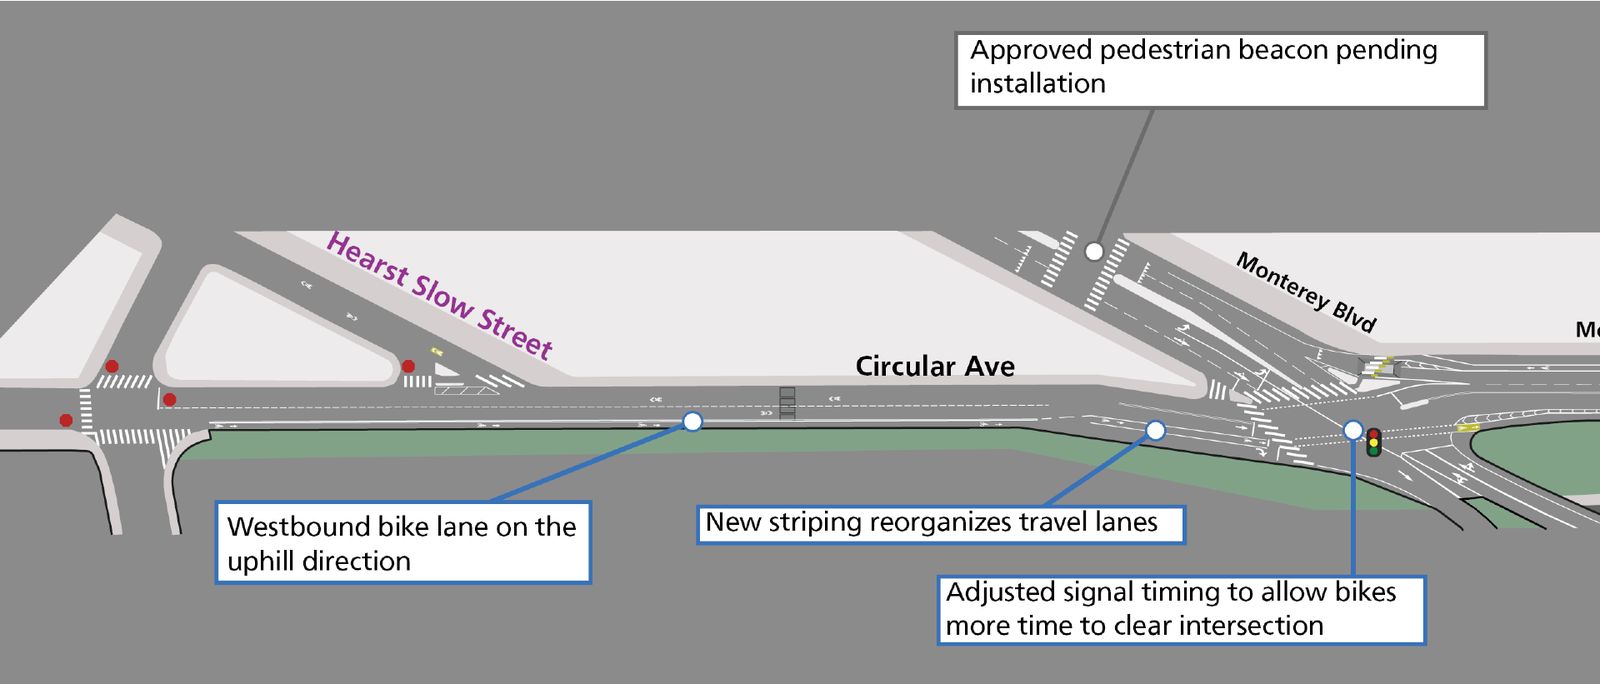 Approved pedestrian beacon pending
installation
Hearst Slow Street
Monterey Blvd
Circular Ave
Westbound bike lane on the
uphill direction
New striping reorganizes travel lanes
Adjusted signal timing to allow bikes
more time to clear intersection